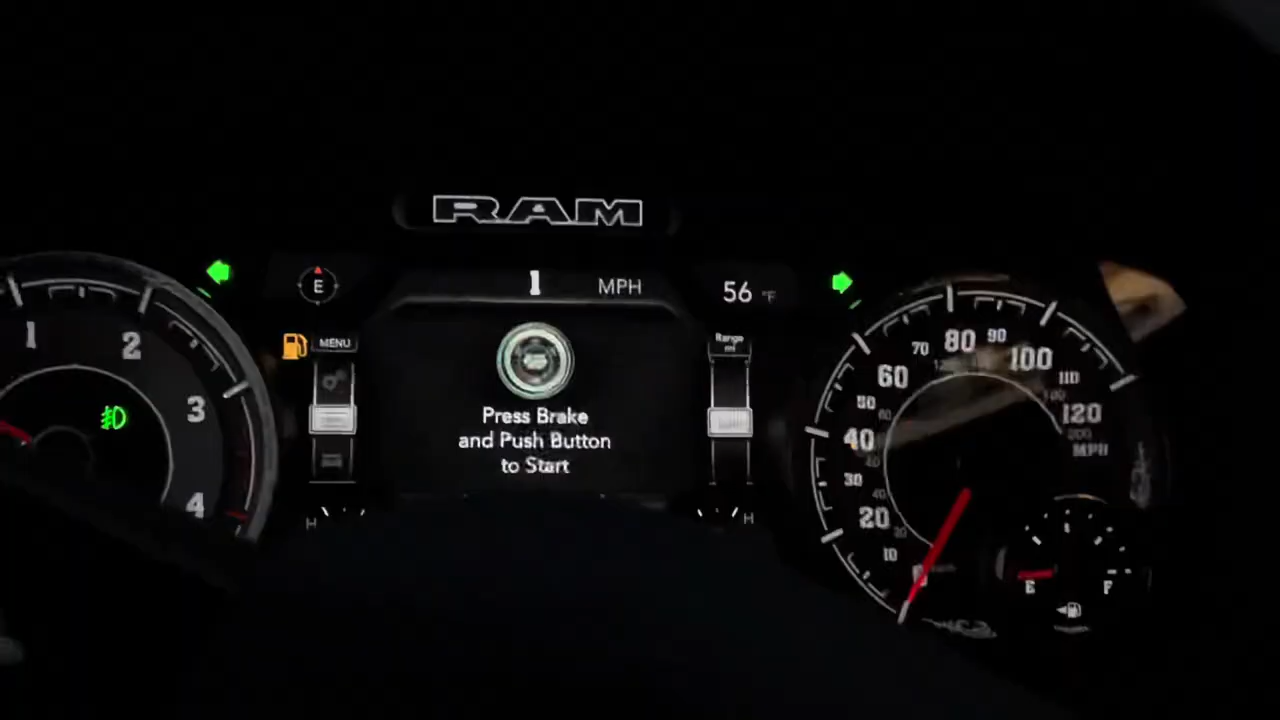 RAM
1 MPH
56 °F
E
MENU
Range
mi
Press Brake
and Push Button
to Start
1
2
3
4
H
H
10
20
30
40
50
60
70
80
90
100
110
120
MPH
E
F